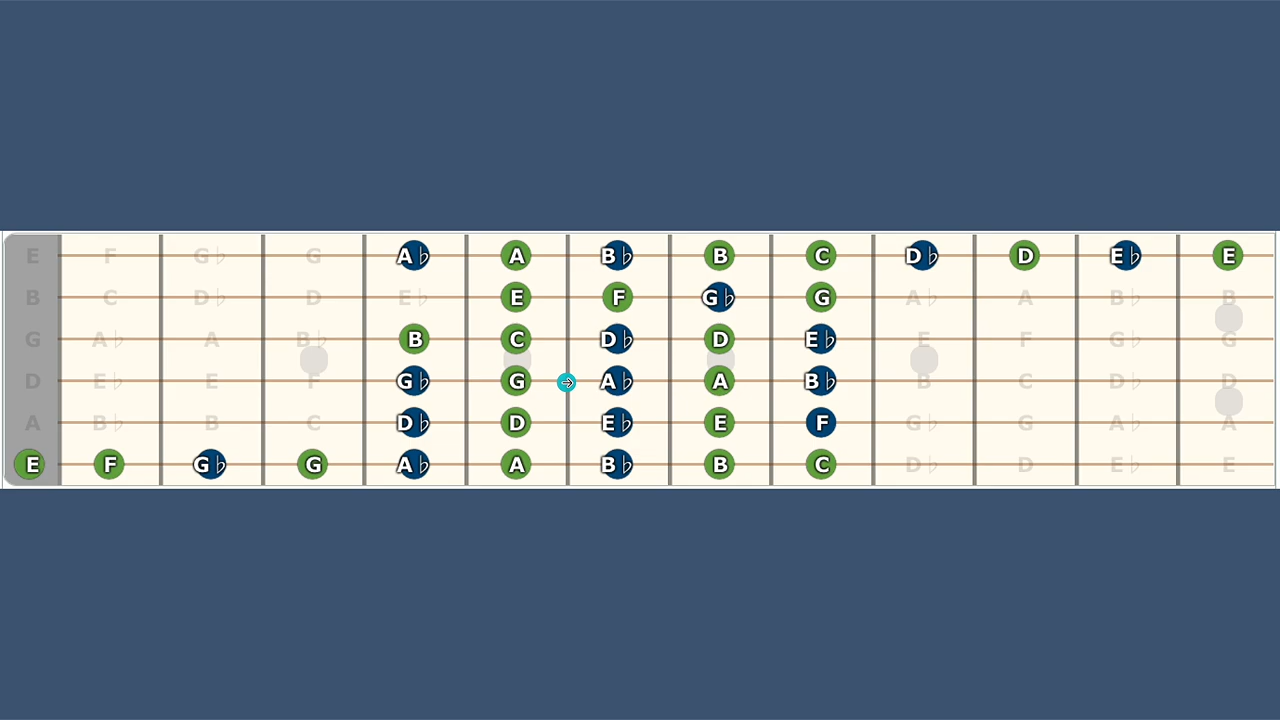 E F G♭ G A♭ A B♭ B C D♭ D E♭ E
B C D♭ D E♭ E F G♭ G A♭ A B♭ B
G A♭ A B♭ B C D♭ D E♭ E F G♭ G
D E♭ E F G♭ G A♭ A B♭ B C D♭ D
A B♭ B C D♭ D E♭ E F G♭ G A♭ A
E F G♭ G A♭ A B♭ B C D♭ D E♭ E